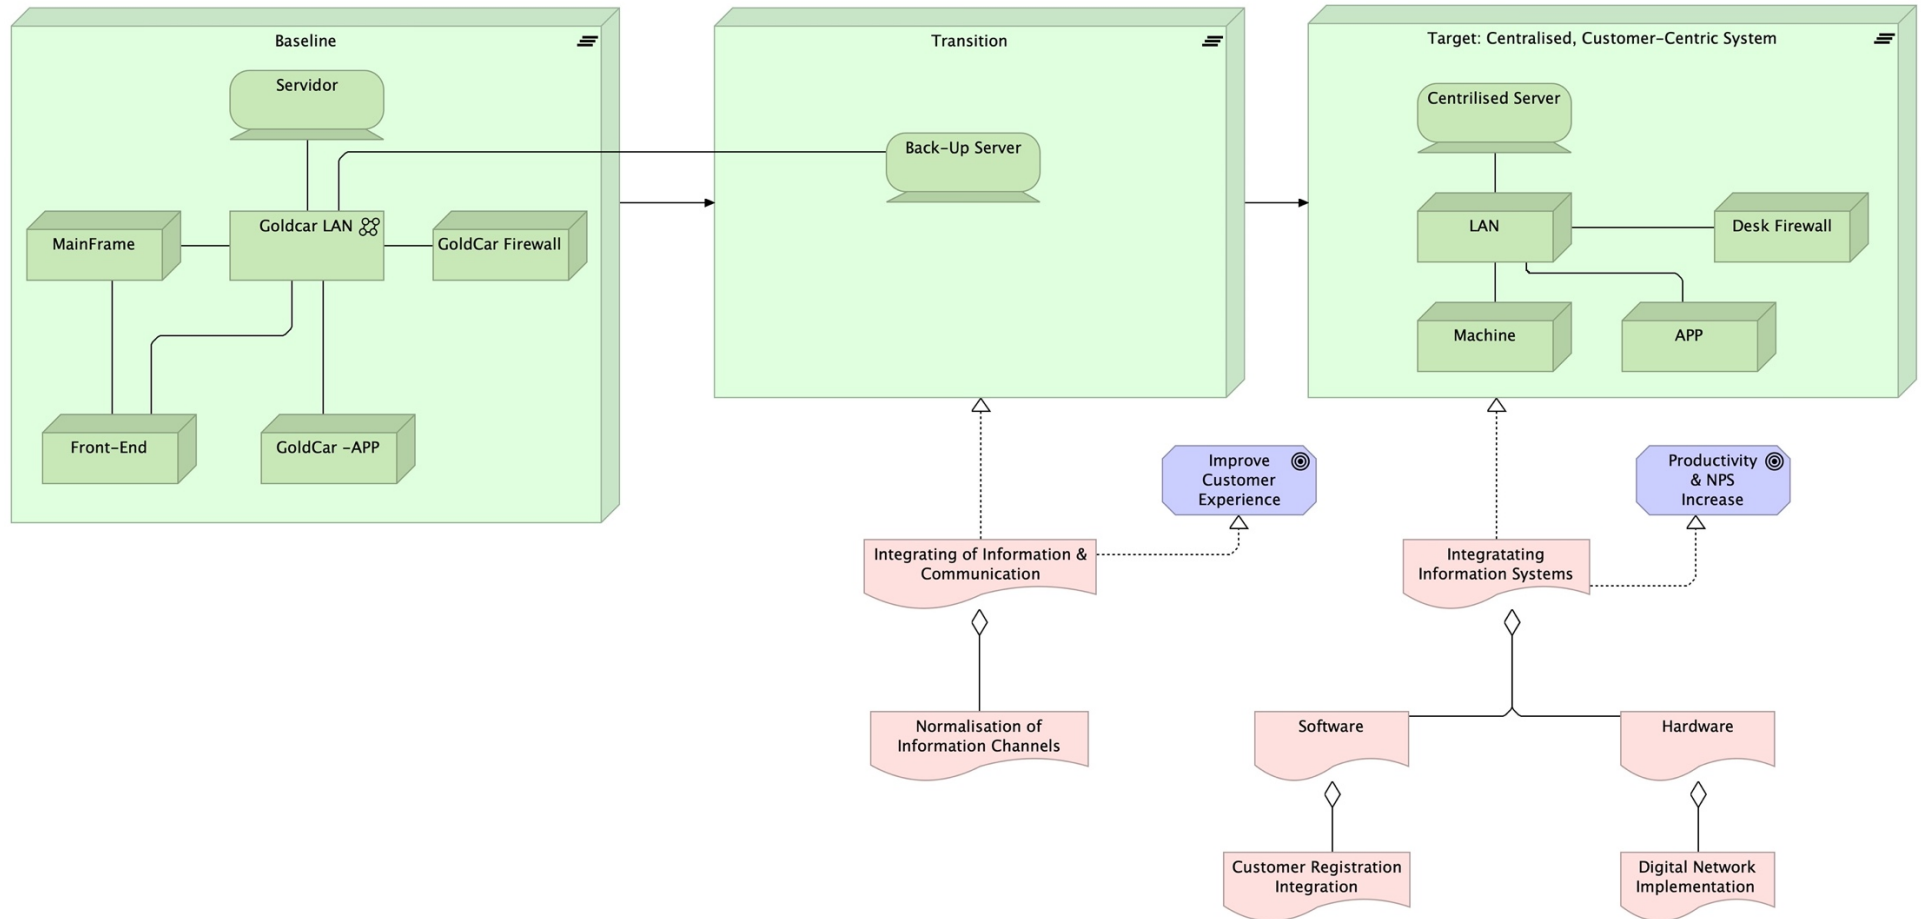 Baseline
Servidor
MainFrame
Goldcar LAN
GoldCar Firewall
Front-End
GoldCar -APP
Transition
Back-Up Server
Target: Centralised, Customer-Centric System
Centrilised Server
LAN
Desk Firewall
Machine
APP
Improve
Customer
Experience
Productivity
& NPS
Increase
Integrating of Information &
Communication
Integratating
Information Systems
Normalisation of
Information Channels
Software
Hardware
Customer Registration
Integration
Digital Network
Implementation